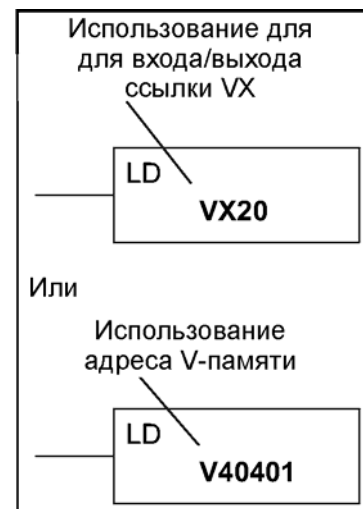 Использование для
для входа/выхода
ссылки VX
LD
VX20
Или
Использование
адреса V-памяти
LD
V40401